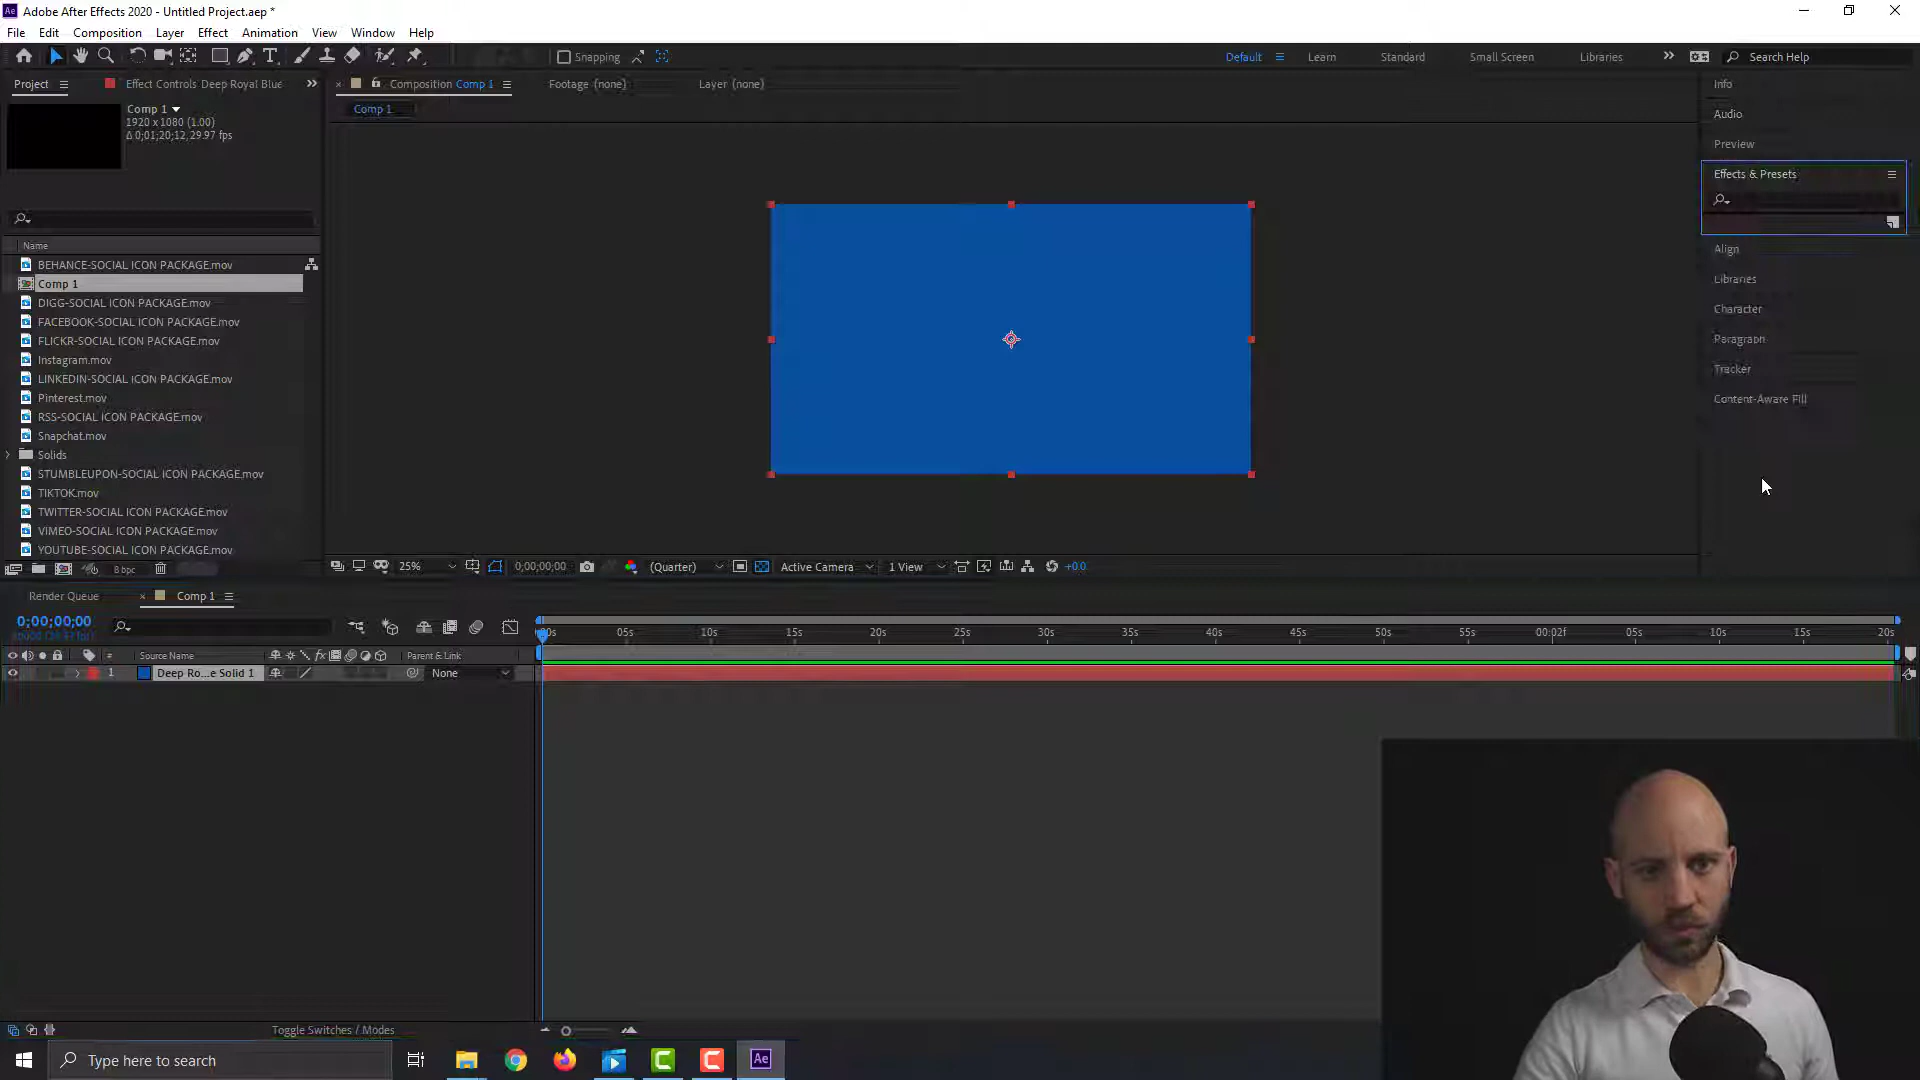 Ae Adobe After Effects 2020 - Untitled Project.aep *
File Edit Composition Layer Effect Animation View Window Help
Snapping
Default Learn Standard Small Screen Libraries Search Help
Project Effect Controls Deep Royal Blue
Composition Comp 1 Footage (none) Layer (none)
Comp 1
Comp 1
1920 x 1080 (1.00)
Δ 0;01;20;12, 29.97 fps
Info
Audio
Preview
Effects & Presets
Align
Libraries
Character
Paragraph
Tracker
Content-Aware Fill
Name
BEHANCE-SOCIAL ICON PACKAGE.mov
Comp 1
DIGG-SOCIAL ICON PACKAGE.mov
FACEBOOK-SOCIAL ICON PACKAGE.mov
FLICKR-SOCIAL ICON PACKAGE.mov
Instagram.mov
LINKEDIN-SOCIAL ICON PACKAGE.mov
Pinterest.mov
RSS-SOCIAL ICON PACKAGE.mov
Snapchat.mov
Solids
STUMBLEUPON-SOCIAL ICON PACKAGE.mov
TIKTOK.mov
TWITTER-SOCIAL ICON PACKAGE.mov
VIMEO-SOCIAL ICON PACKAGE.mov
YOUTUBE-SOCIAL ICON PACKAGE.mov
8 bpc
25% 0;00;00;00 (Quarter) Active Camera 1 View +0.0
Render Queue Comp 1
0;00;00;00
00s 05s 10s 15s 20s 25s 30s 35s 40s 45s 50s 55s 00:02f 05s 10s 15s 20s
# Source Name fx Parent & Link
1 Deep Ro...e Solid 1 None
Toggle Switches / Modes
Type here to search
Ae